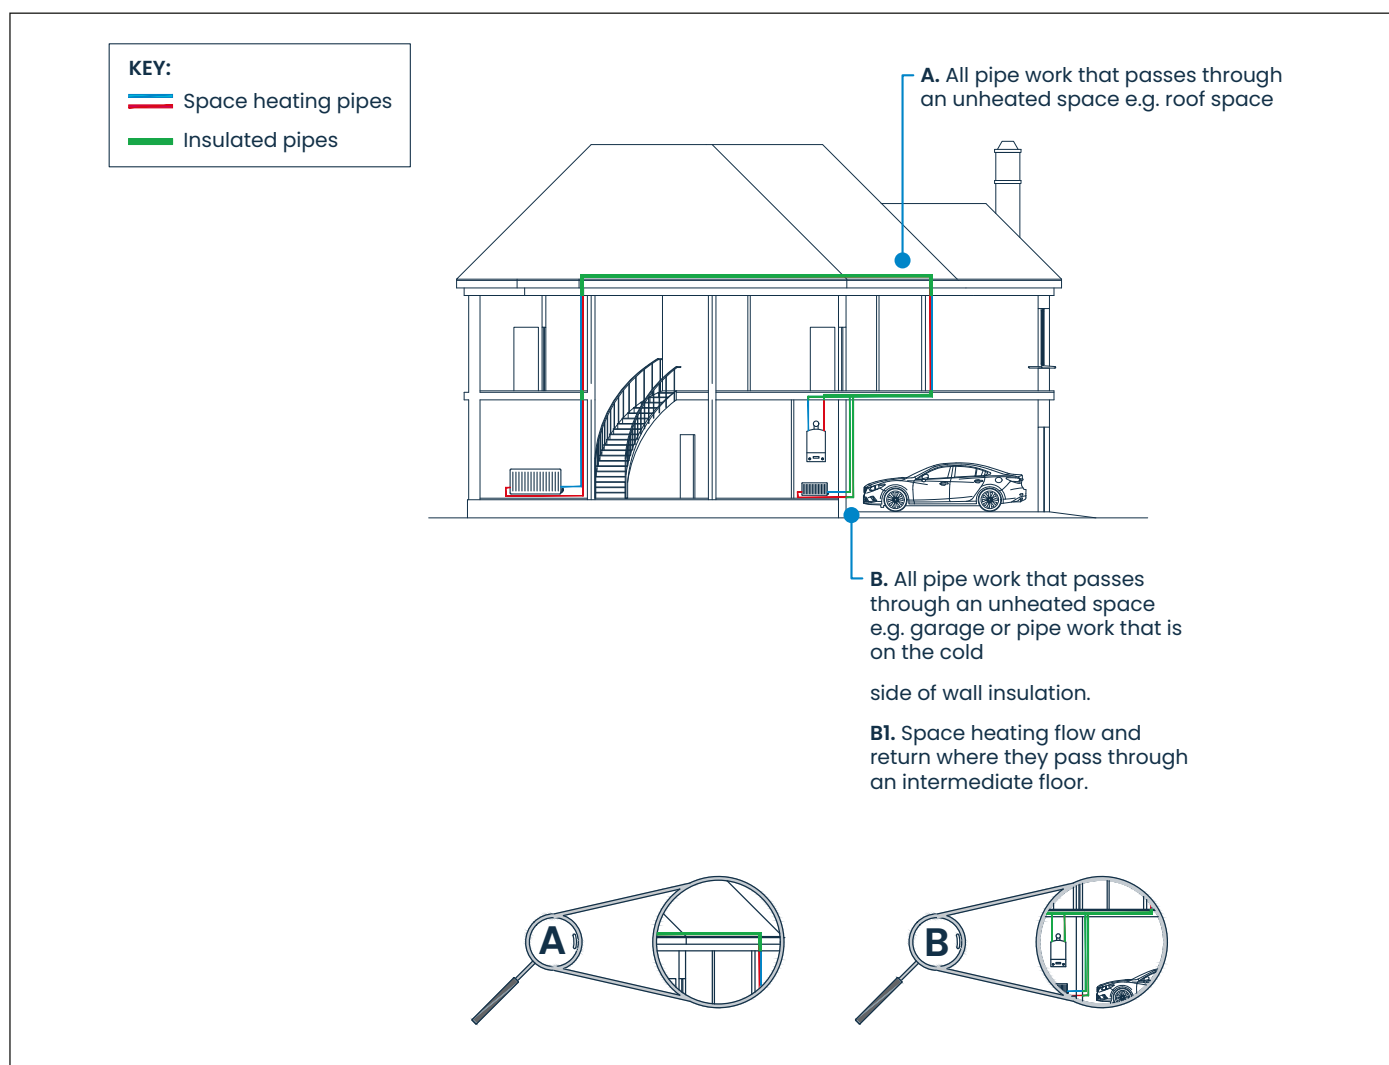 KEY:
Space heating pipes
Insulated pipes
A. All pipe work that passes through
an unheated space e.g. roof space
B. All pipe work that passes
through an unheated space
e.g. garage or pipe work that is
on the cold
side of wall insulation.
B1. Space heating flow and
return where they pass through
an intermediate floor.
A
B